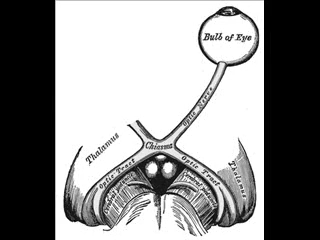 Bulb of Eye
Optic Nerve
Thalamus
Chiasma
Optic Tract
Optic Tract
Thalamus